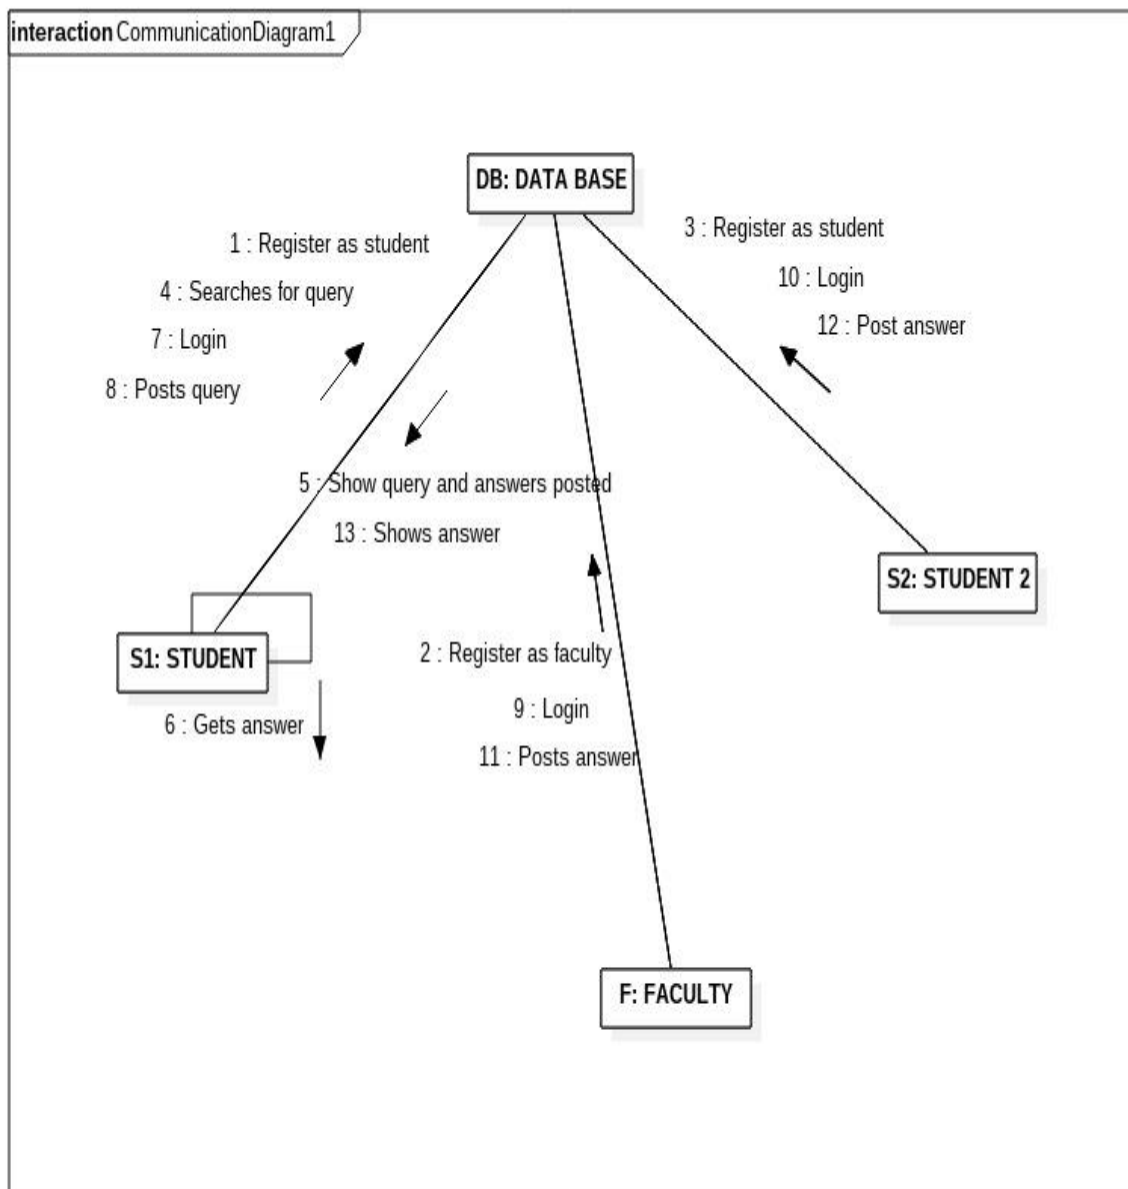 interaction CommunicationDiagram1
DB: DATA BASE
1 : Register as student
4 : Searches for query
7 : Login
8 : Posts query
3 : Register as student
10 : Login
12 : Post answer
5 : Show query and answers posted
13 : Shows answer
S2: STUDENT 2
S1: STUDENT
6 : Gets answer
2 : Register as faculty
9 : Login
11 : Posts answer
F: FACULTY